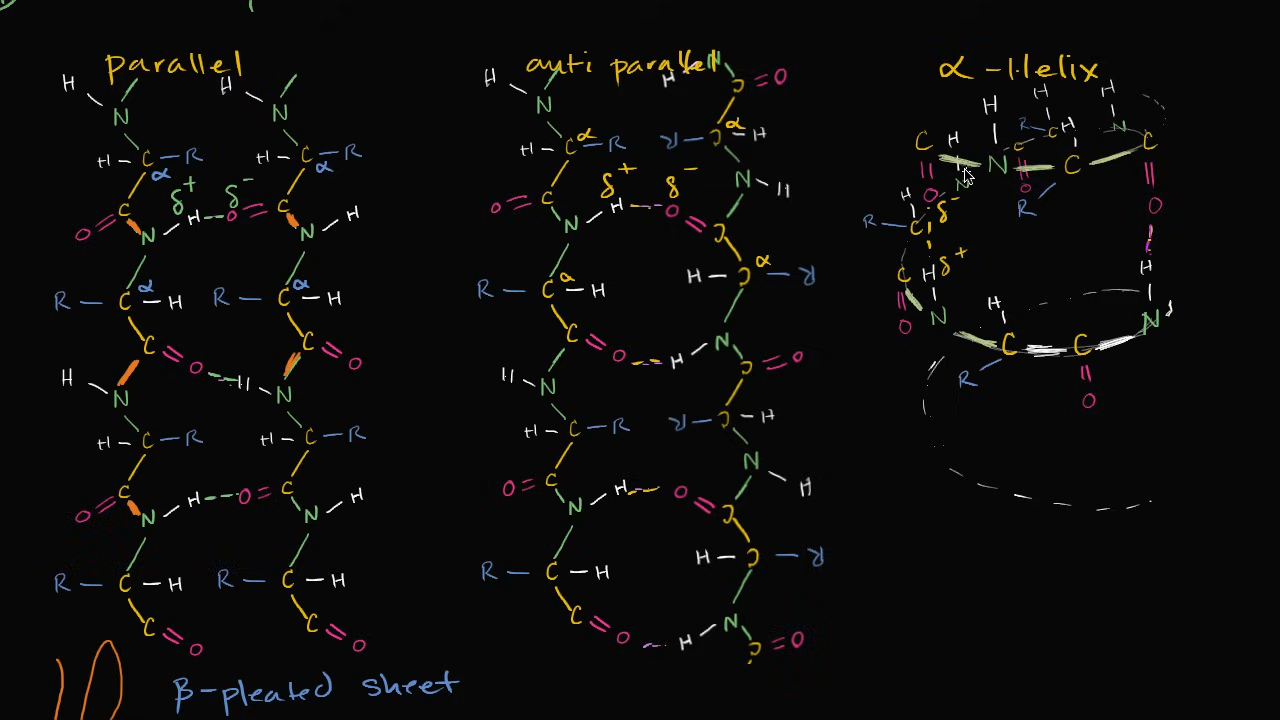 parallel
H H
N N
H-C-R H-C-R
α α
C δ+ δ- C
O=N-H--O= N-H
α α
R-C-H R-C-H
C C
O O
H N --H N
H-C-R H-C-R
C C
O N-H--O= N-H
R-C-H R-C-H
C C
O O
β-pleated sheet
anti parallel
H N H N
C=O
H-C-R R-C-H
α α
δ+ δ- N-H
O C H--O
N C
α α
R-C-H H-C-R
C N
O--H C=O
H N
H-C-R R-C-H
O=C N
N H--O H
C
R-C-H H-C-R
C N
O--H C=O
α-Helix
H H H
R C H N
C H N C C C
O O O
O N R
H δ-
R C O
C H δ+ H
O N H N
C C
R O